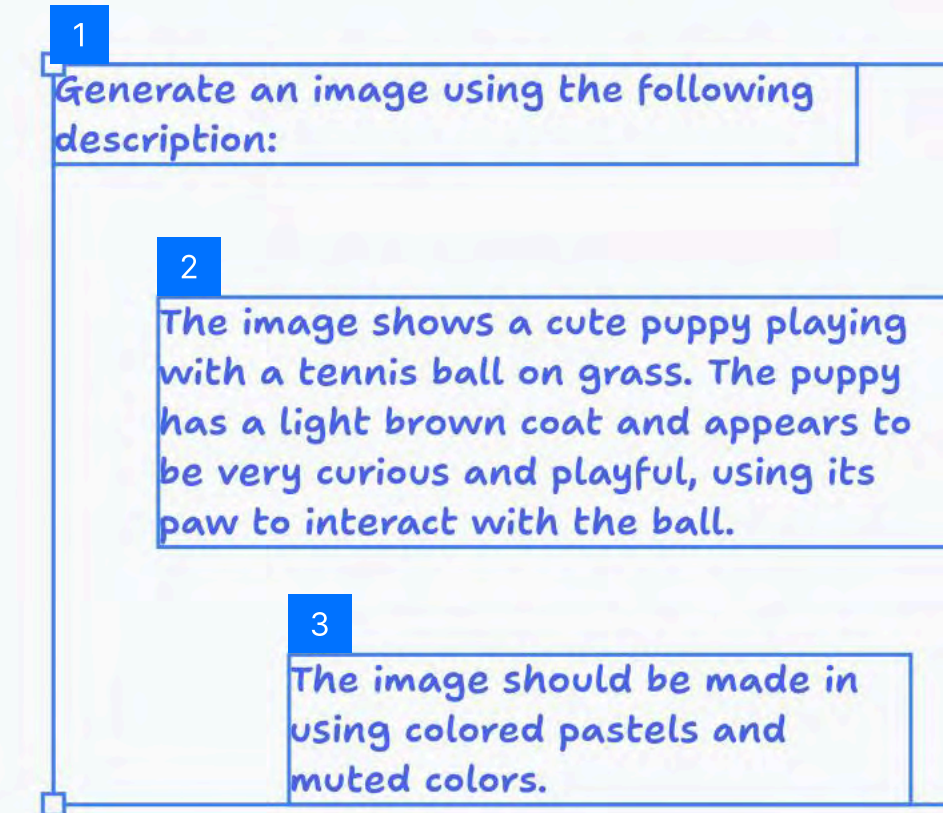 1
Generate an image using the following
description:
2
The image shows a cute puppy playing
with a tennis ball on grass. The puppy
has a light brown coat and appears to
be very curious and playful, using its
paw to interact with the ball.
3
The image should be made in
using colored pastels and
muted colors.